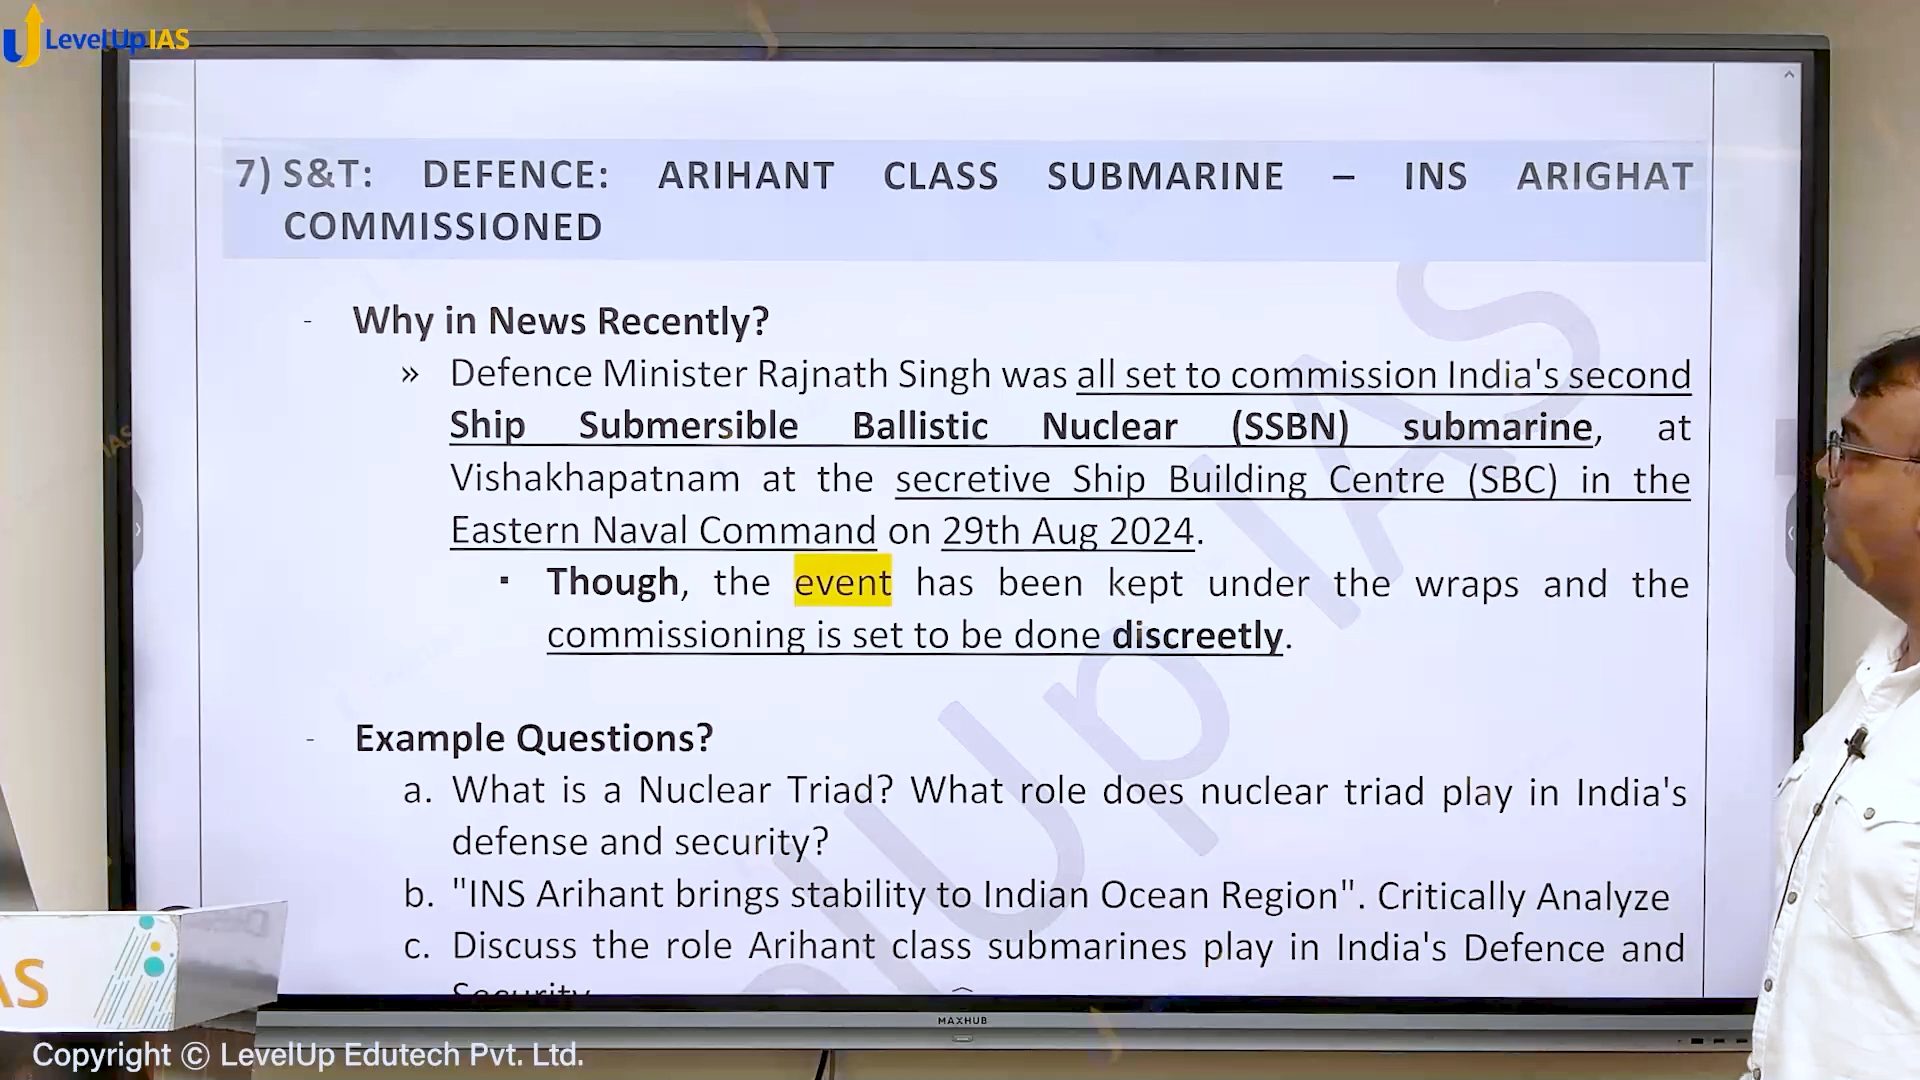 LevelUp IAS
7) S&T: DEFENCE: ARIHANT CLASS SUBMARINE – INS ARIGHAT
COMMISSIONED
- Why in News Recently?
» Defence Minister Rajnath Singh was all set to commission India's second
Ship Submersible Ballistic Nuclear (SSBN) submarine, at
Vishakhapatnam at the secretive Ship Building Centre (SBC) in the
Eastern Naval Command on 29th Aug 2024.
▪ Though, the event has been kept under the wraps and the
commissioning is set to be done discreetly.
- Example Questions?
a. What is a Nuclear Triad? What role does nuclear triad play in India's
defense and security?
b. "INS Arihant brings stability to Indian Ocean Region". Critically Analyze
c. Discuss the role Arihant class submarines play in India's Defence and
Security
LevelUp IAS
IAS
AS
MAXHUB
Copyright © LevelUp Edutech Pvt. Ltd.